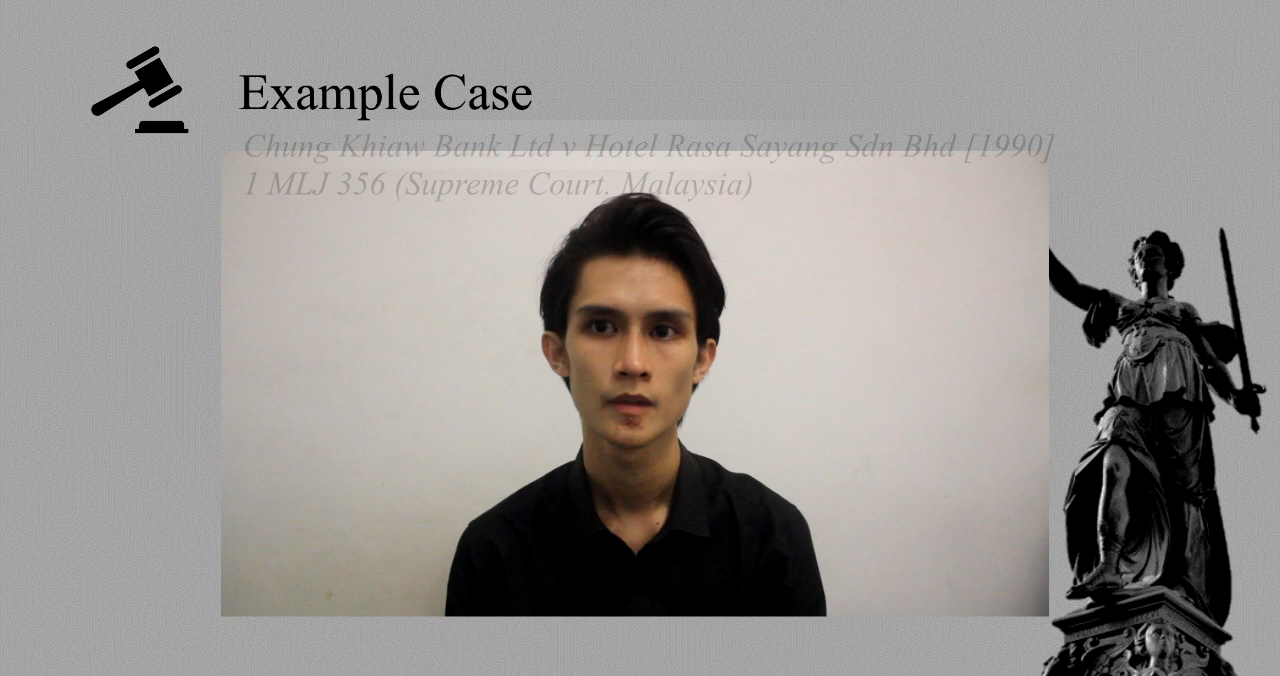 Example Case
Chung Khiaw Bank Ltd v Hotel Rasa Sayang Sdn Bhd [1990]
1 MLJ 356 (Supreme Court. Malaysia)